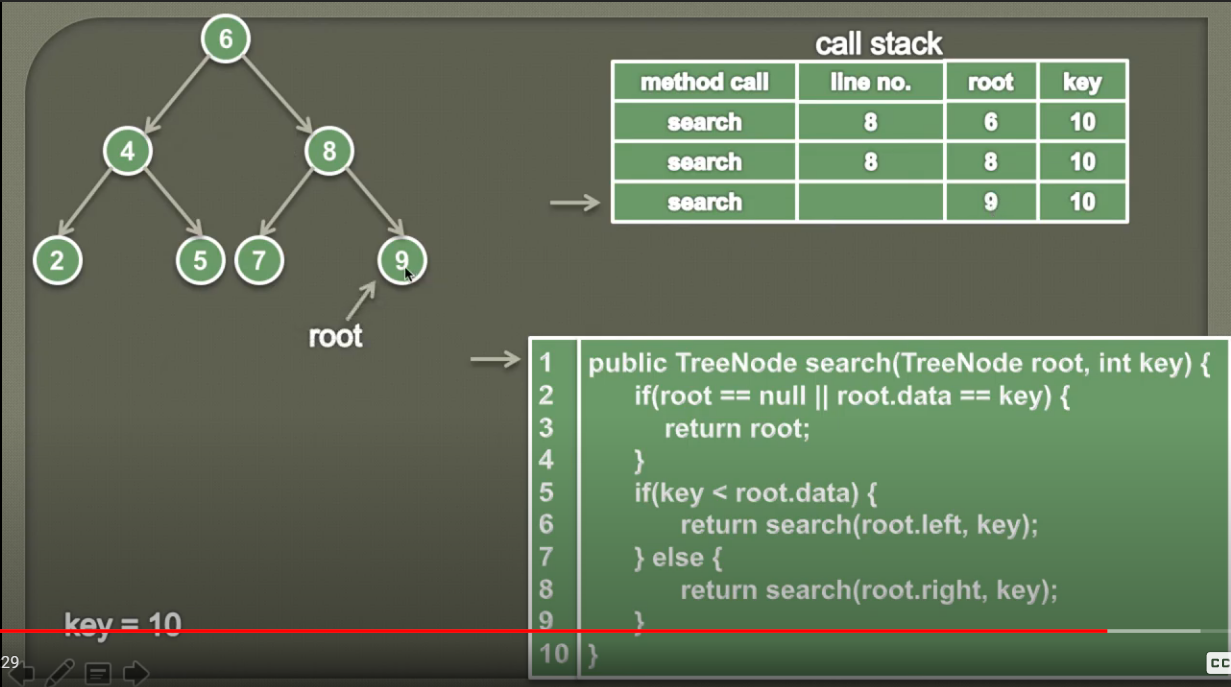 6
4 8
2 5 7 9
root
call stack
method call line no. root key
search 8 6 10
search 8 8 10
search 9 10
1 public TreeNode search(TreeNode root, int key) {
2 if(root == null || root.data == key) {
3 return root;
4 }
5 if(key < root.data) {
6 return search(root.left, key);
7 } else {
8 return search(root.right, key);
9 }
10 }
key = 10
29
CC